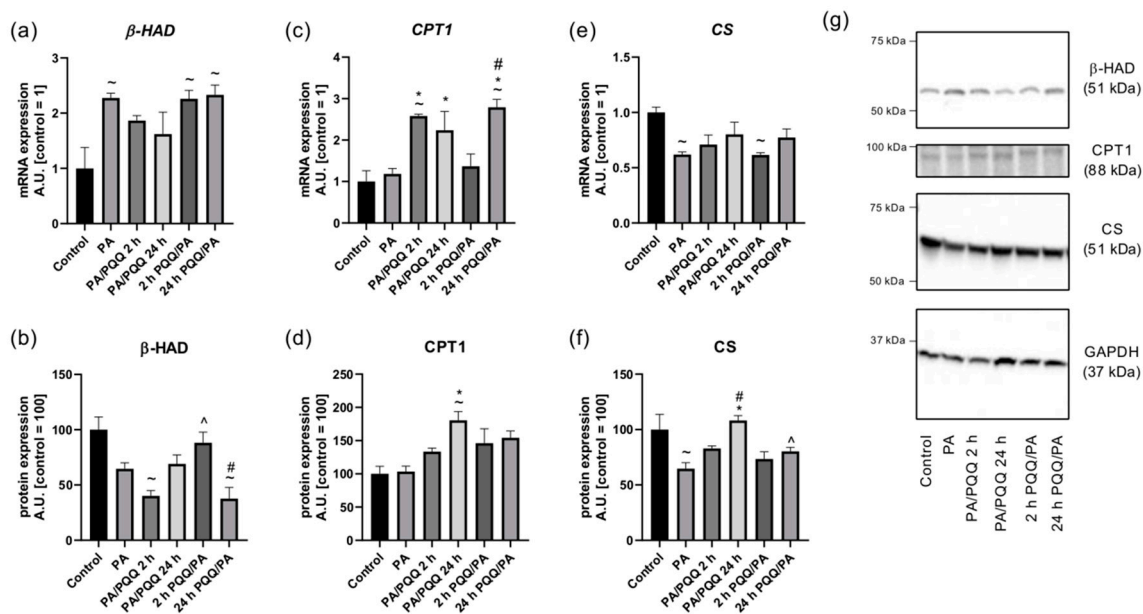 (a)
β-HAD
mRNA expression
A.U. [control = 1]
3
2
1
0
~
~
~
Control
PA
PA/PQQ 2 h
PA/PQQ 24 h
2 h PQQ/PA
24 h PQQ/PA
(c)
CPT1
mRNA expression
A.U. [control = 1]
4
3
2
1
0
*
~
*
#
*
~
Control
PA
PA/PQQ 2 h
PA/PQQ 24 h
2 h PQQ/PA
24 h PQQ/PA
(e)
CS
mRNA expression
A.U. [control = 1]
1.5
1.0
0.5
0.0
~
~
Control
PA
PA/PQQ 2 h
PA/PQQ 24 h
2 h PQQ/PA
24 h PQQ/PA
(b)
β-HAD
protein expression
A.U. [control = 100]
150
100
50
0
~
^
#
~
Control
PA
PA/PQQ 2 h
PA/PQQ 24 h
2 h PQQ/PA
24 h PQQ/PA
(d)
CPT1
protein expression
A.U. [control = 100]
250
200
150
100
50
0
*
~
Control
PA
PA/PQQ 2 h
PA/PQQ 24 h
2 h PQQ/PA
24 h PQQ/PA
(f)
CS
protein expression
A.U. [control = 100]
150
100
50
0
~
#
*
^
Control
PA
PA/PQQ 2 h
PA/PQQ 24 h
2 h PQQ/PA
24 h PQQ/PA
(g)
75 kDa
50 kDa
β-HAD
(51 kDa)
100 kDa
CPT1
(88 kDa)
75 kDa
50 kDa
CS
(51 kDa)
37 kDa
GAPDH
(37 kDa)
Control
PA
PA/PQQ 2 h
PA/PQQ 24 h
2 h PQQ/PA
24 h PQQ/PA